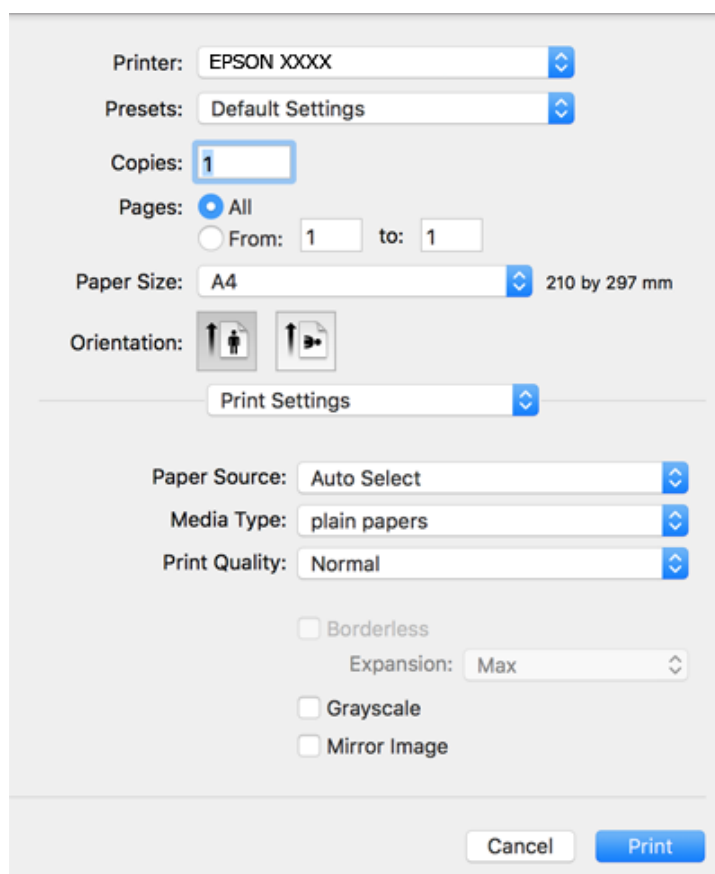 Printer: EPSON XXXX
Presets: Default Settings
Copies: 1
Pages: All
From: 1 to: 1
Paper Size: A4 210 by 297 mm
Orientation:
Print Settings
Paper Source: Auto Select
Media Type: plain papers
Print Quality: Normal
Borderless
Expansion: Max
Grayscale
Mirror Image
Cancel Print